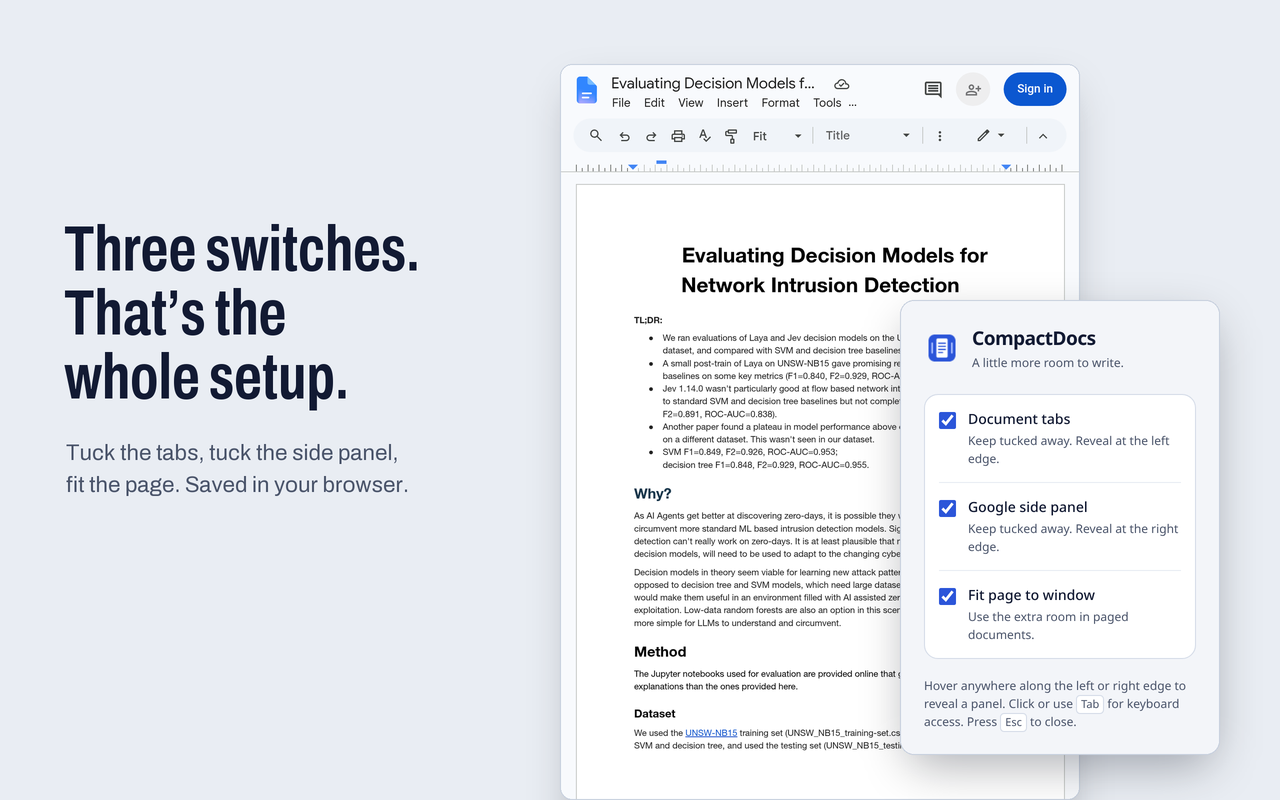 Three switches.
That's the
whole setup.
Tuck the tabs, tuck the side panel,
fit the page. Saved in your browser.
Evaluating Decision Models f...
File Edit View Insert Format Tools ...
Sign in
Fit Title
Evaluating Decision Models for
Network Intrusion Detection
TL;DR:
● We ran evaluations of Laya and Jev decision models on the
dataset, and compared with SVM and decision tree baselines
● A small post-train of Laya on UNSW-NB15 gave promising
baselines on some key metrics (F1=0.840, F2=0.929, ROC-A
● Jev 1.14.0 wasn't particularly good at flow based network
to standard SVM and decision tree baselines but not
F2=0.891, ROC-AUC=0.838).
● Another paper found a plateau in model performance above
on a different dataset. This wasn't seen in our dataset.
● SVM F1=0.849, F2=0.926, ROC-AUC=0.953;
decision tree F1=0.848, F2=0.929, ROC-AUC=0.955.
Why?
As AI Agents get better at discovering zero-days, it is possible they
circumvent more standard ML based intrusion detection models.
detection can't really work on zero-days. It is at least plausible that
decision models, will need to be used to adapt to the changing
Decision models in theory seem viable for learning new attack
opposed to decision tree and SVM models, which need large
would make them useful in an environment filled with AI assisted
exploitation. Low-data random forests are also an option in this
more simple for LLMs to understand and circumvent.
Method
The Jupyter notebooks used for evaluation are provided online that
explanations than the ones provided here.
Dataset
We used the UNSW-NB15 training set (UNSW_NB15_training-set.cs
SVM and decision tree, and used the testing set (UNSW_NB15_testi
CompactDocs
A little more room to write.
Document tabs
Keep tucked away. Reveal at the left
edge.
Google side panel
Keep tucked away. Reveal at the right
edge.
Fit page to window
Use the extra room in paged
documents.
Hover anywhere along the left or right edge to
reveal a panel. Click or use Tab for keyboard
access. Press Esc to close.